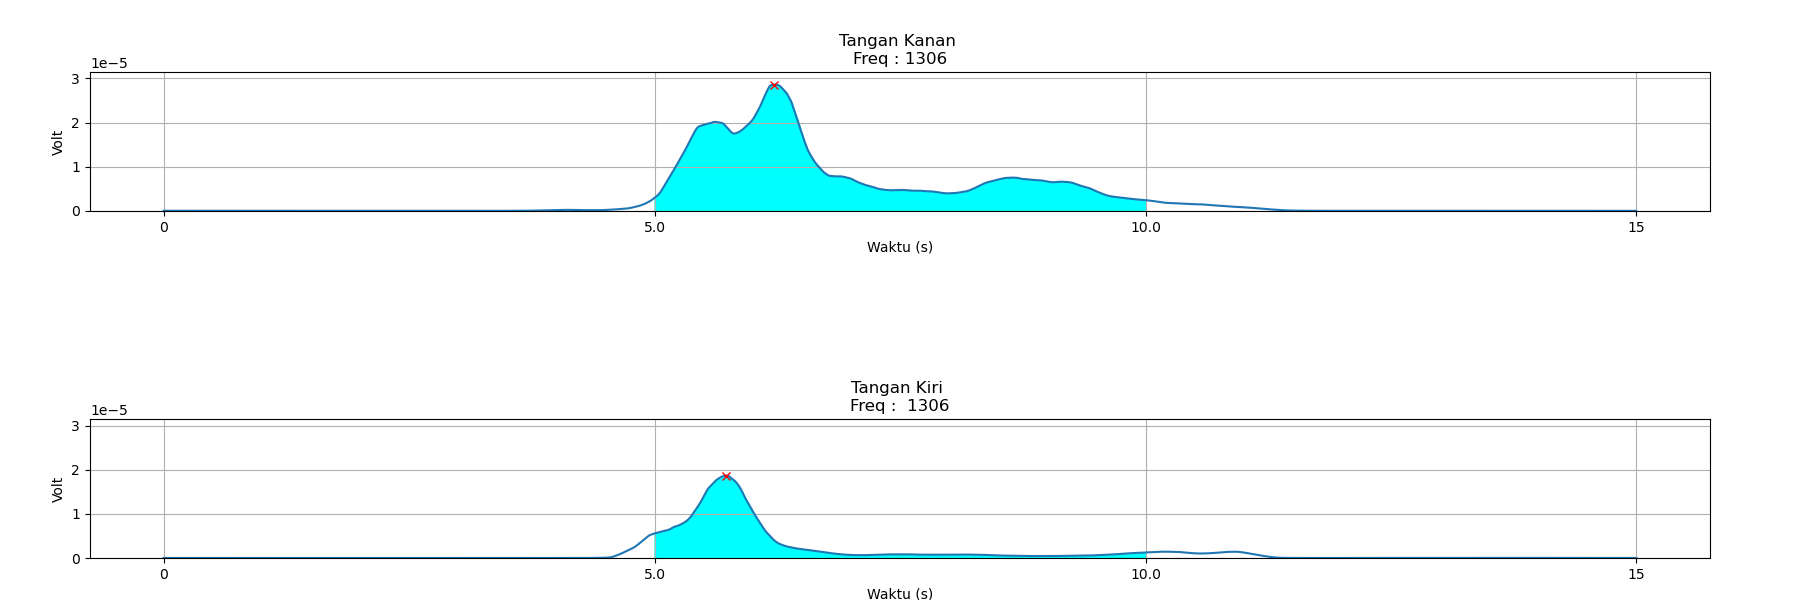 Tangan Kanan
Freq : 1306
1e−5
3
2
1
0
Volt
0 5.0 10.0 15
Waktu (s)
Tangan Kiri
Freq :  1306
1e−5
3
2
1
0
Volt
0 5.0 10.0 15
Waktu (s)